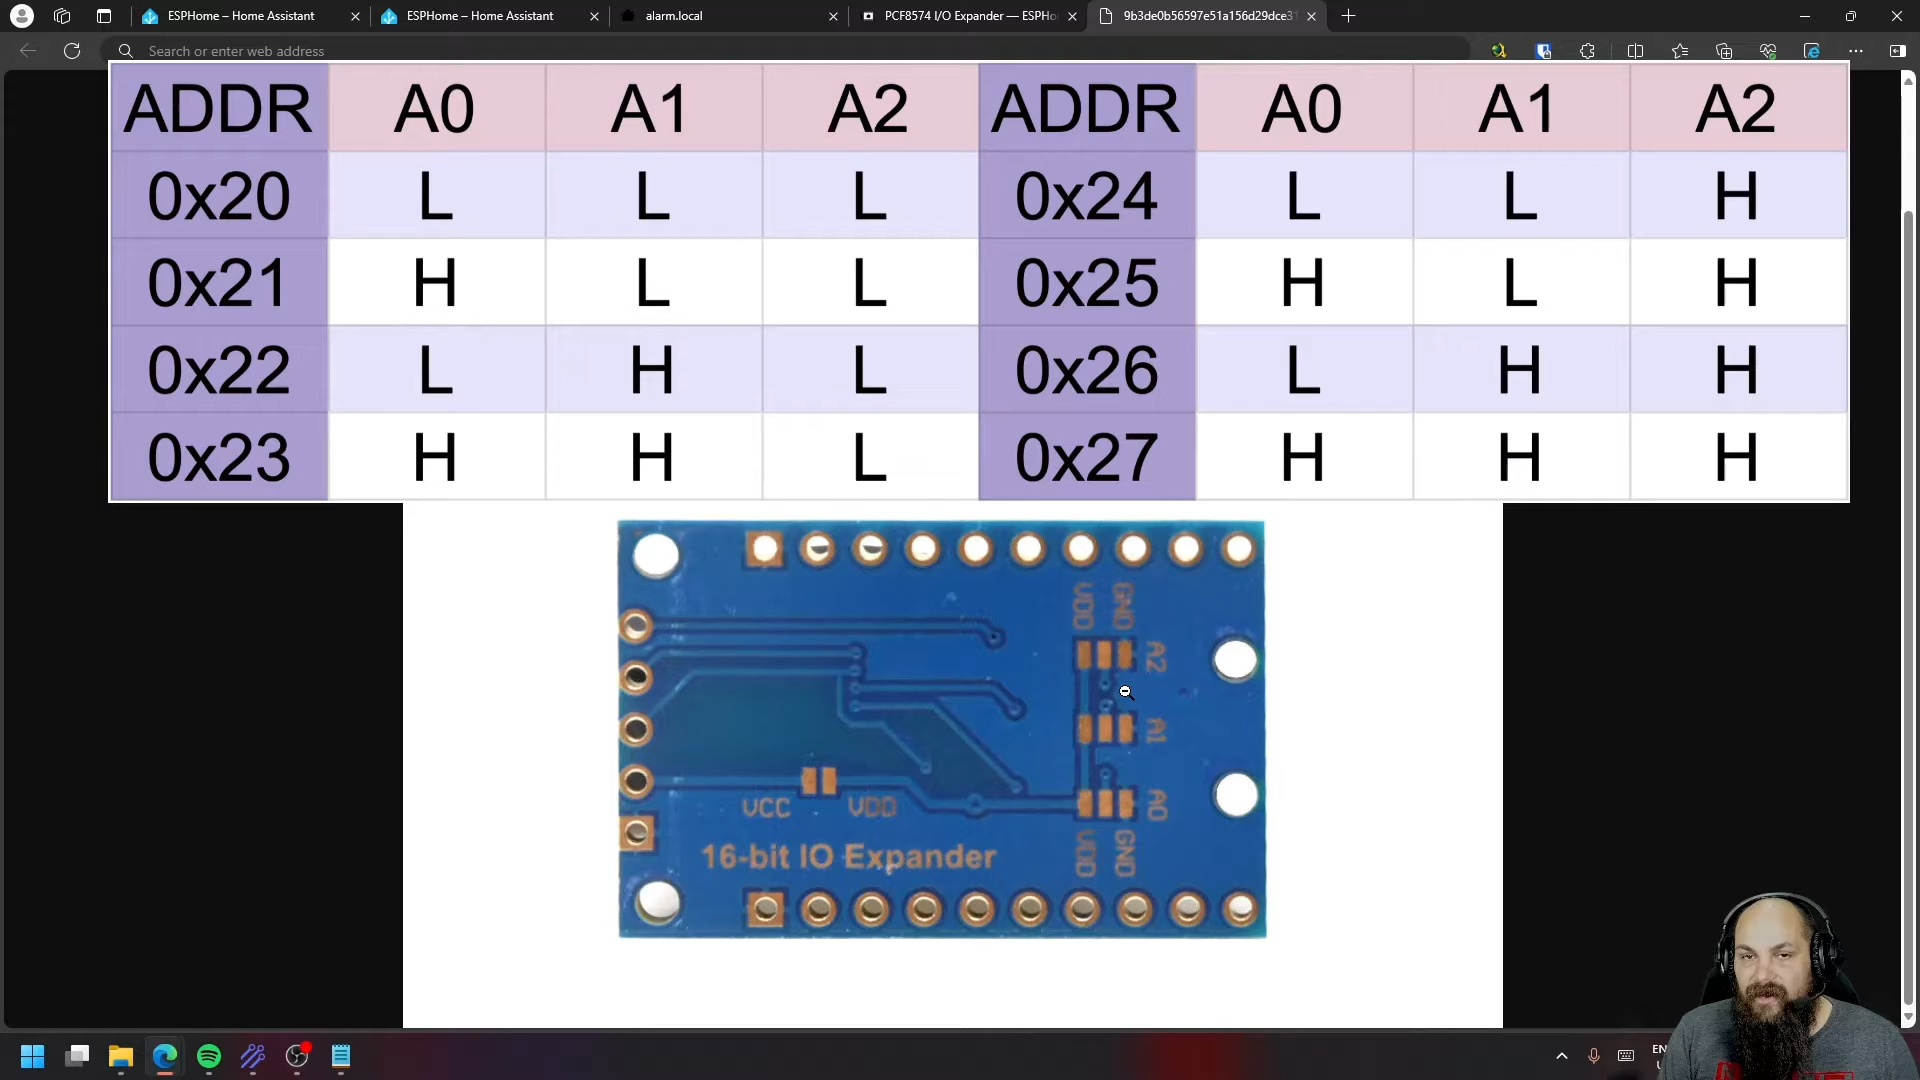 ESPHome – Home Assistant
ESPHome – Home Assistant
alarm.local
PCF8574 I/O Expander — ESPHo
9b3de0b56597e51a156d29dce31
Search or enter web address
ADDR A0 A1 A2 ADDR A0 A1 A2
0x20 L L L 0x24 L L H
0x21 H L L 0x25 H L H
0x22 L H L 0x26 L H H
0x23 H H L 0x27 H H H
VDD GND
A2
A1
A0
VCC VDD
VDD GND
16-bit IO Expander
EN